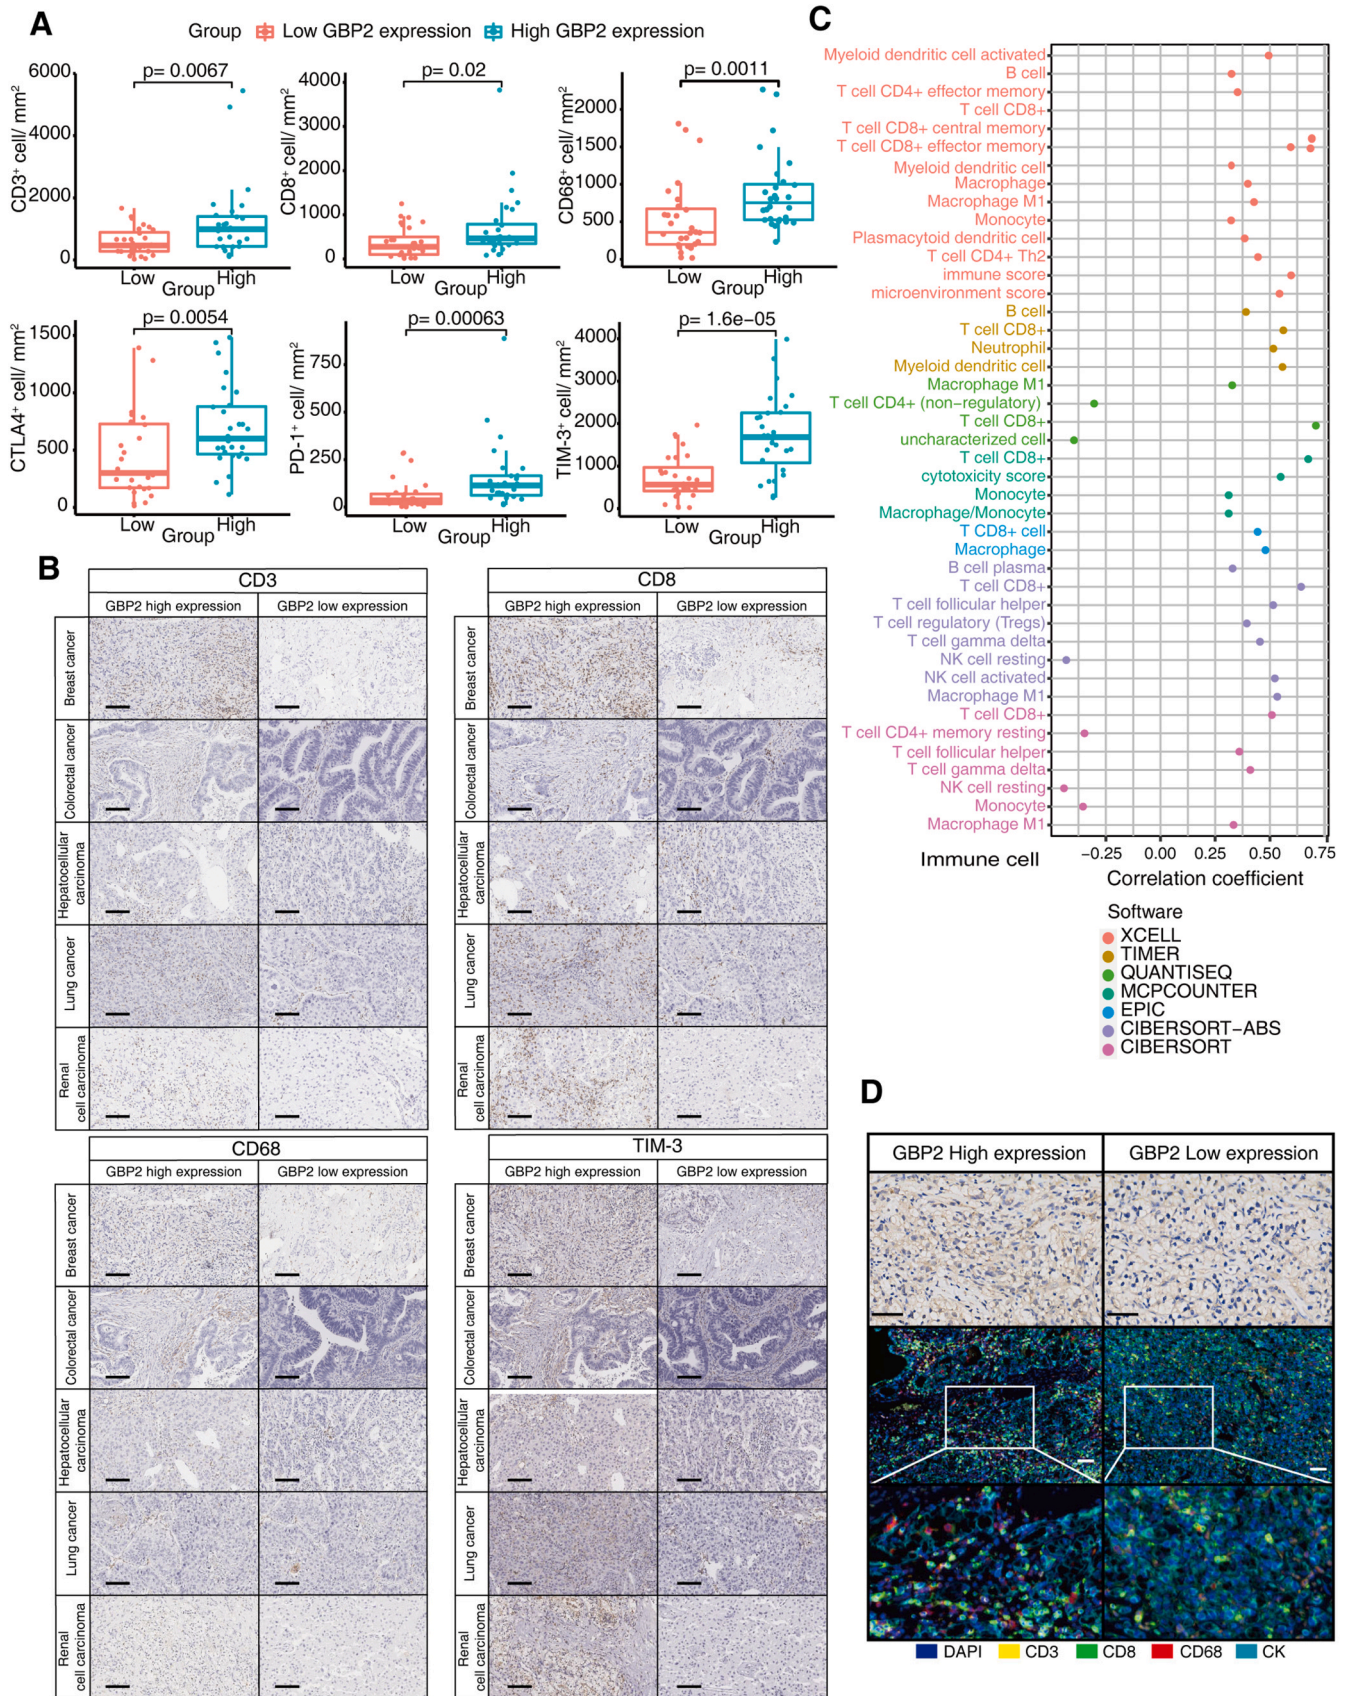 A
Group Low GBP2 expression High GBP2 expression
p= 0.0067
CD3+ cell/ mm2
6000
4000
2000
0
Low High
Group
p= 0.02
CD8+ cell/ mm2
4000
3000
2000
1000
0
Low High
Group
p= 0.0011
CD68+ cell/ mm2
2000
1500
1000
500
0
Low High
Group
p= 0.0054
CTLA4+ cell/ mm2
1500
1000
500
0
Low High
Group
p= 0.00063
PD-1+ cell/ mm2
750
500
250
0
Low High
Group
p= 1.6e−05
TIM-3+ cell/ mm2
4000
3000
2000
1000
0
Low High
Group
B
CD3
GBP2 high expression GBP2 low expression
Breast cancer
Colorectal cancer
Hepatocellular
carcinoma
Lung cancer
Renal
cell carcinoma
CD8
GBP2 high expression GBP2 low expression
Breast cancer
Colorectal cancer
Hepatocellular
carcinoma
Lung cancer
Renal
cell carcinoma
CD68
GBP2 high expression GBP2 low expression
Breast cancer
Colorectal cancer
Hepatocellular
carcinoma
Lung cancer
Renal
cell carcinoma
TIM-3
GBP2 high expression GBP2 low expression
Breast cancer
Colorectal cancer
Hepatocellular
carcinoma
Lung cancer
Renal
cell carcinoma
C
Myeloid dendritic cell activated
B cell
T cell CD4+ effector memory
T cell CD8+
T cell CD8+ central memory
T cell CD8+ effector memory
Myeloid dendritic cell
Macrophage
Macrophage M1
Monocyte
Plasmacytoid dendritic cell
T cell CD4+ Th2
immune score
microenvironment score
B cell
T cell CD8+
Neutrophil
Myeloid dendritic cell
Macrophage M1
T cell CD4+ (non−regulatory)
T cell CD8+
uncharacterized cell
T cell CD8+
cytotoxicity score
Monocyte
Macrophage/Monocyte
T CD8+ cell
Macrophage
B cell plasma
T cell CD8+
T cell follicular helper
T cell regulatory (Tregs)
T cell gamma delta
NK cell resting
NK cell activated
Macrophage M1
T cell CD8+
T cell CD4+ memory resting
T cell follicular helper
T cell gamma delta
NK cell resting
Monocyte
Macrophage M1
Immune cell
−0.25 0.00 0.25 0.50 0.75
Correlation coefficient
Software
XCELL
TIMER
QUANTISEQ
MCPCOUNTER
EPIC
CIBERSORT−ABS
CIBERSORT
D
GBP2 High expression GBP2 Low expression
DAPI CD3 CD8 CD68 CK